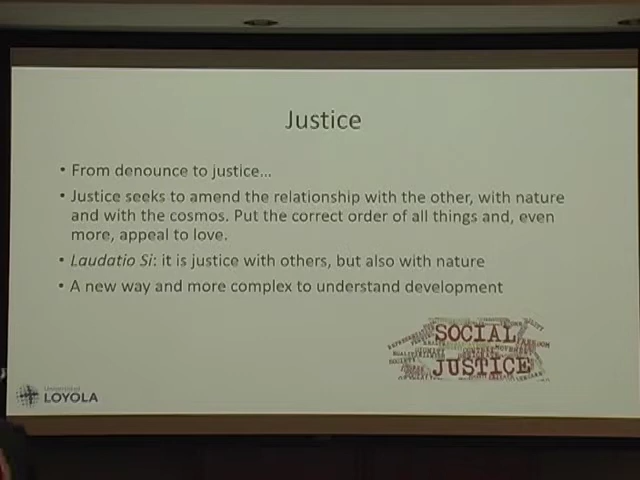 Justice
• From denounce to justice...
• Justice seeks to amend the relationship with the other, with nature
and with the cosmos. Put the correct order of all things and, even
more, appeal to love.
• Laudatio Si: it is justice with others, but also with nature
• A new way and more complex to understand development
SOCIAL
JUSTICE
LOYOLA